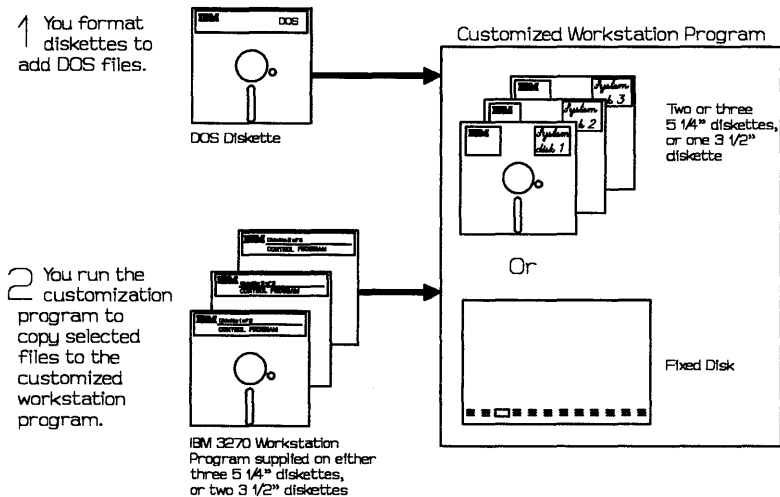 1 You format
diskettes to
add DOS files.
IBM DOS
DOS Diskette
Customized Workstation Program
IBM System
disk 3
IBM System
disk 2
IBM System
disk 1
Two or three
5 1/4" diskettes,
or one 3 1/2"
diskette
Or
Fixed Disk
2 You run the
customization
program to
copy selected
files to the
customized
workstation
program.
IBM
CONTROL PROGRAM
IBM
CONTROL PROGRAM
IBM
CONTROL PROGRAM
IBM 3270 Workstation
Program supplied on either
three 5 1/4" diskettes,
or two 3 1/2" diskettes